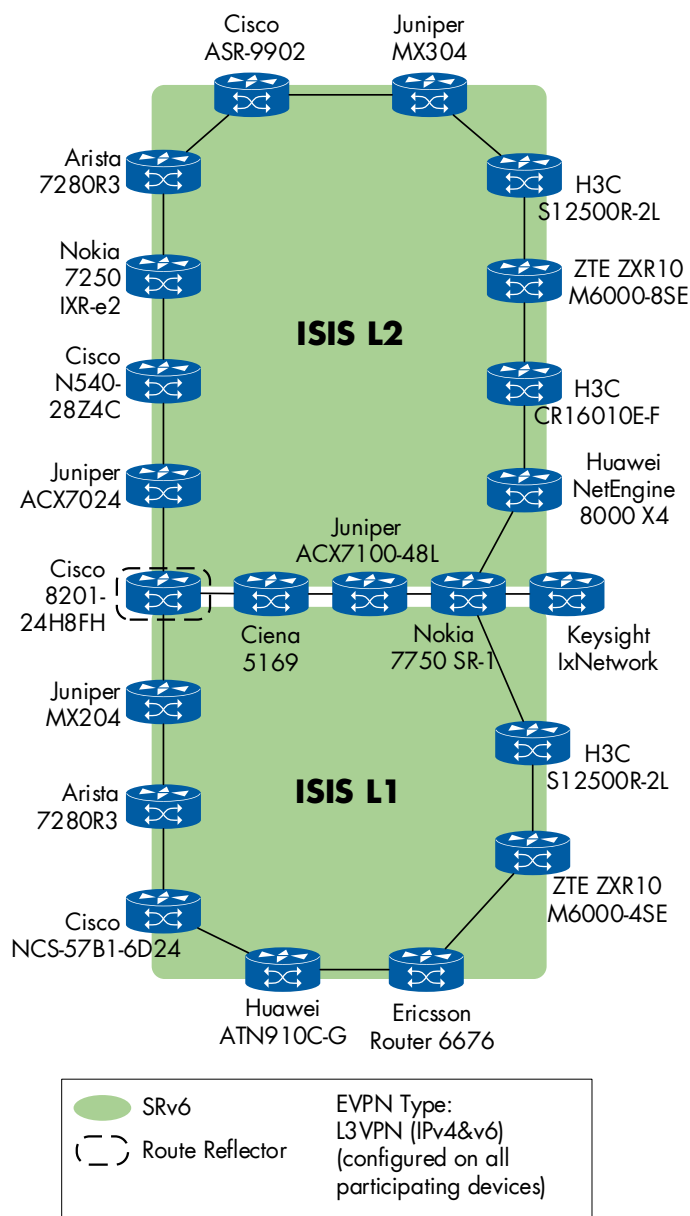 Cisco
ASR-9902
Juniper
MX304
Arista
7280R3
H3C
S12500R-2L
Nokia
7250
IXR-e2
ZTE ZXR10
M6000-8SE
ISIS L2
Cisco
N540-
28Z4C
H3C
CR16010E-F
Juniper
ACX7024
Huawei
NetEngine
8000 X4
Juniper
ACX7100-48L
Cisco
8201-
24H8FH
Ciena
5169
Nokia
7750 SR-1
Keysight
IxNetwork
Juniper
MX204
H3C
S12500R-2L
ISIS L1
Arista
7280R3
ZTE ZXR10
M6000-4SE
Cisco
NCS-57B1-6D24
Huawei
ATN910C-G
Ericsson
Router 6676
SRv6
Route Reflector
EVPN Type:
L3VPN (IPv4&v6)
(configured on all
participating devices)